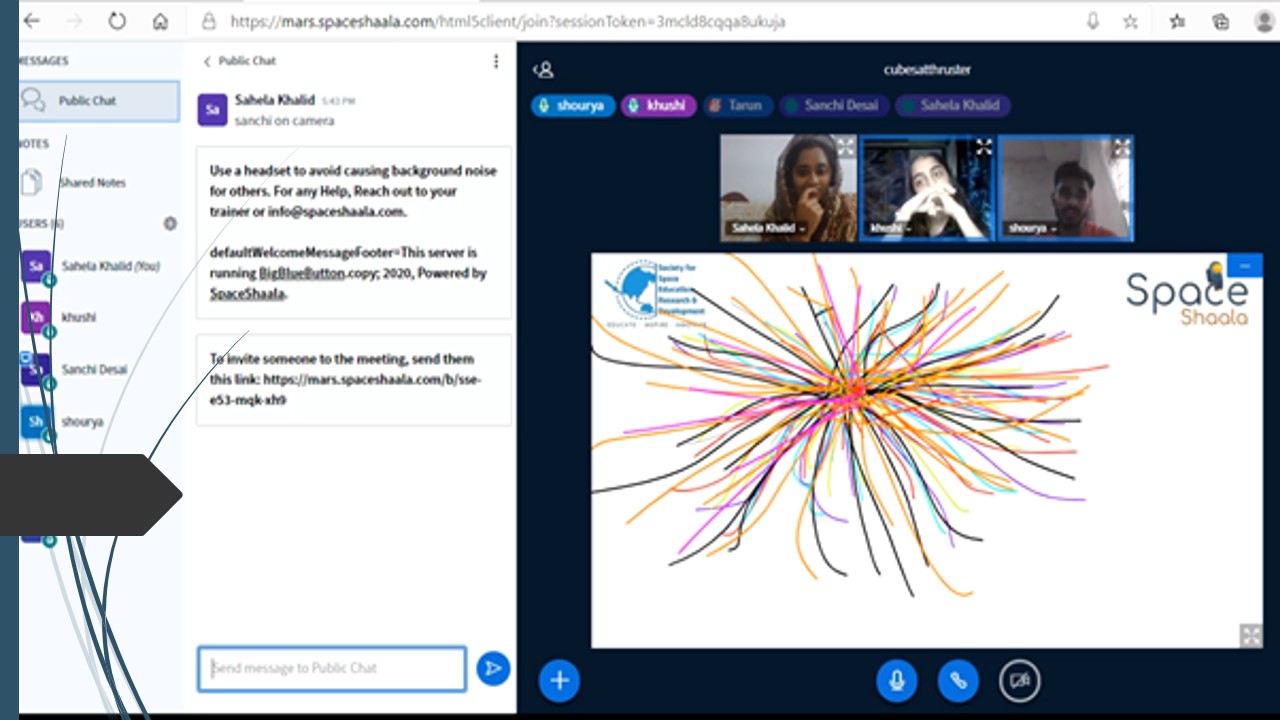 https://mars.spaceshaala.com/html5client/join?sessionToken=3mcld8cqqa8ukuja
MESSAGES
Public Chat
NOTES
Shared Notes
USERS (6)
Sa
Sahela Khalid (You)
Kh
khushi
Sanchi Desai
Sh
shourya
Public Chat
Sa
Sahela Khalid 5:43 PM
sanchi on camera
Use a headset to avoid causing background noise
for others. For any Help, Reach out to your
trainer or info@spaceshaala.com.
defaultWelcomeMessageFooter=This server is
running BigBlueButton.copy; 2020, Powered by
SpaceShaala.
To invite someone to the meeting, send them
this link: https://mars.spaceshaala.com/b/sse-
e53-mqk-xh9
Send message to Public Chat
cubesatthruster
shourya
khushi
Tarun
Sanchi Desai
Sahela Khalid
Sahela Khalid
khushi
shourya
Society for
Space
Education
Research &
Development
Space
Shaala